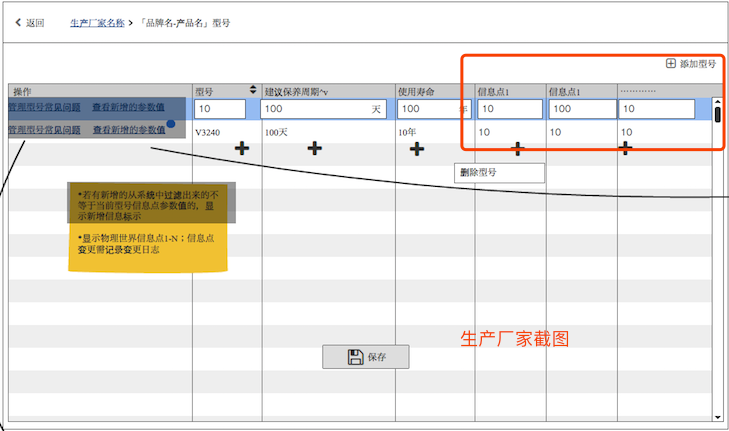 返回 生产厂家名称 > 「品牌名-产品名」型号
添加型号
操作 型号 建议保养周期^v 使用寿命 信息点1 信息点1 …………
管理型号常见问题 查看新增的参数值 10 100 天 100 年 10 100 10
管理型号常见问题 查看新增的参数值 V3240 100天 10年 10 10 10
删除型号
*若有新增的从系统中过滤出来的不
等于当前型号信息点参数值的，显
示新增信息标示
*显示物理世界信息点1-N；信息点
变更需记录变更日志
生产厂家截图
保存